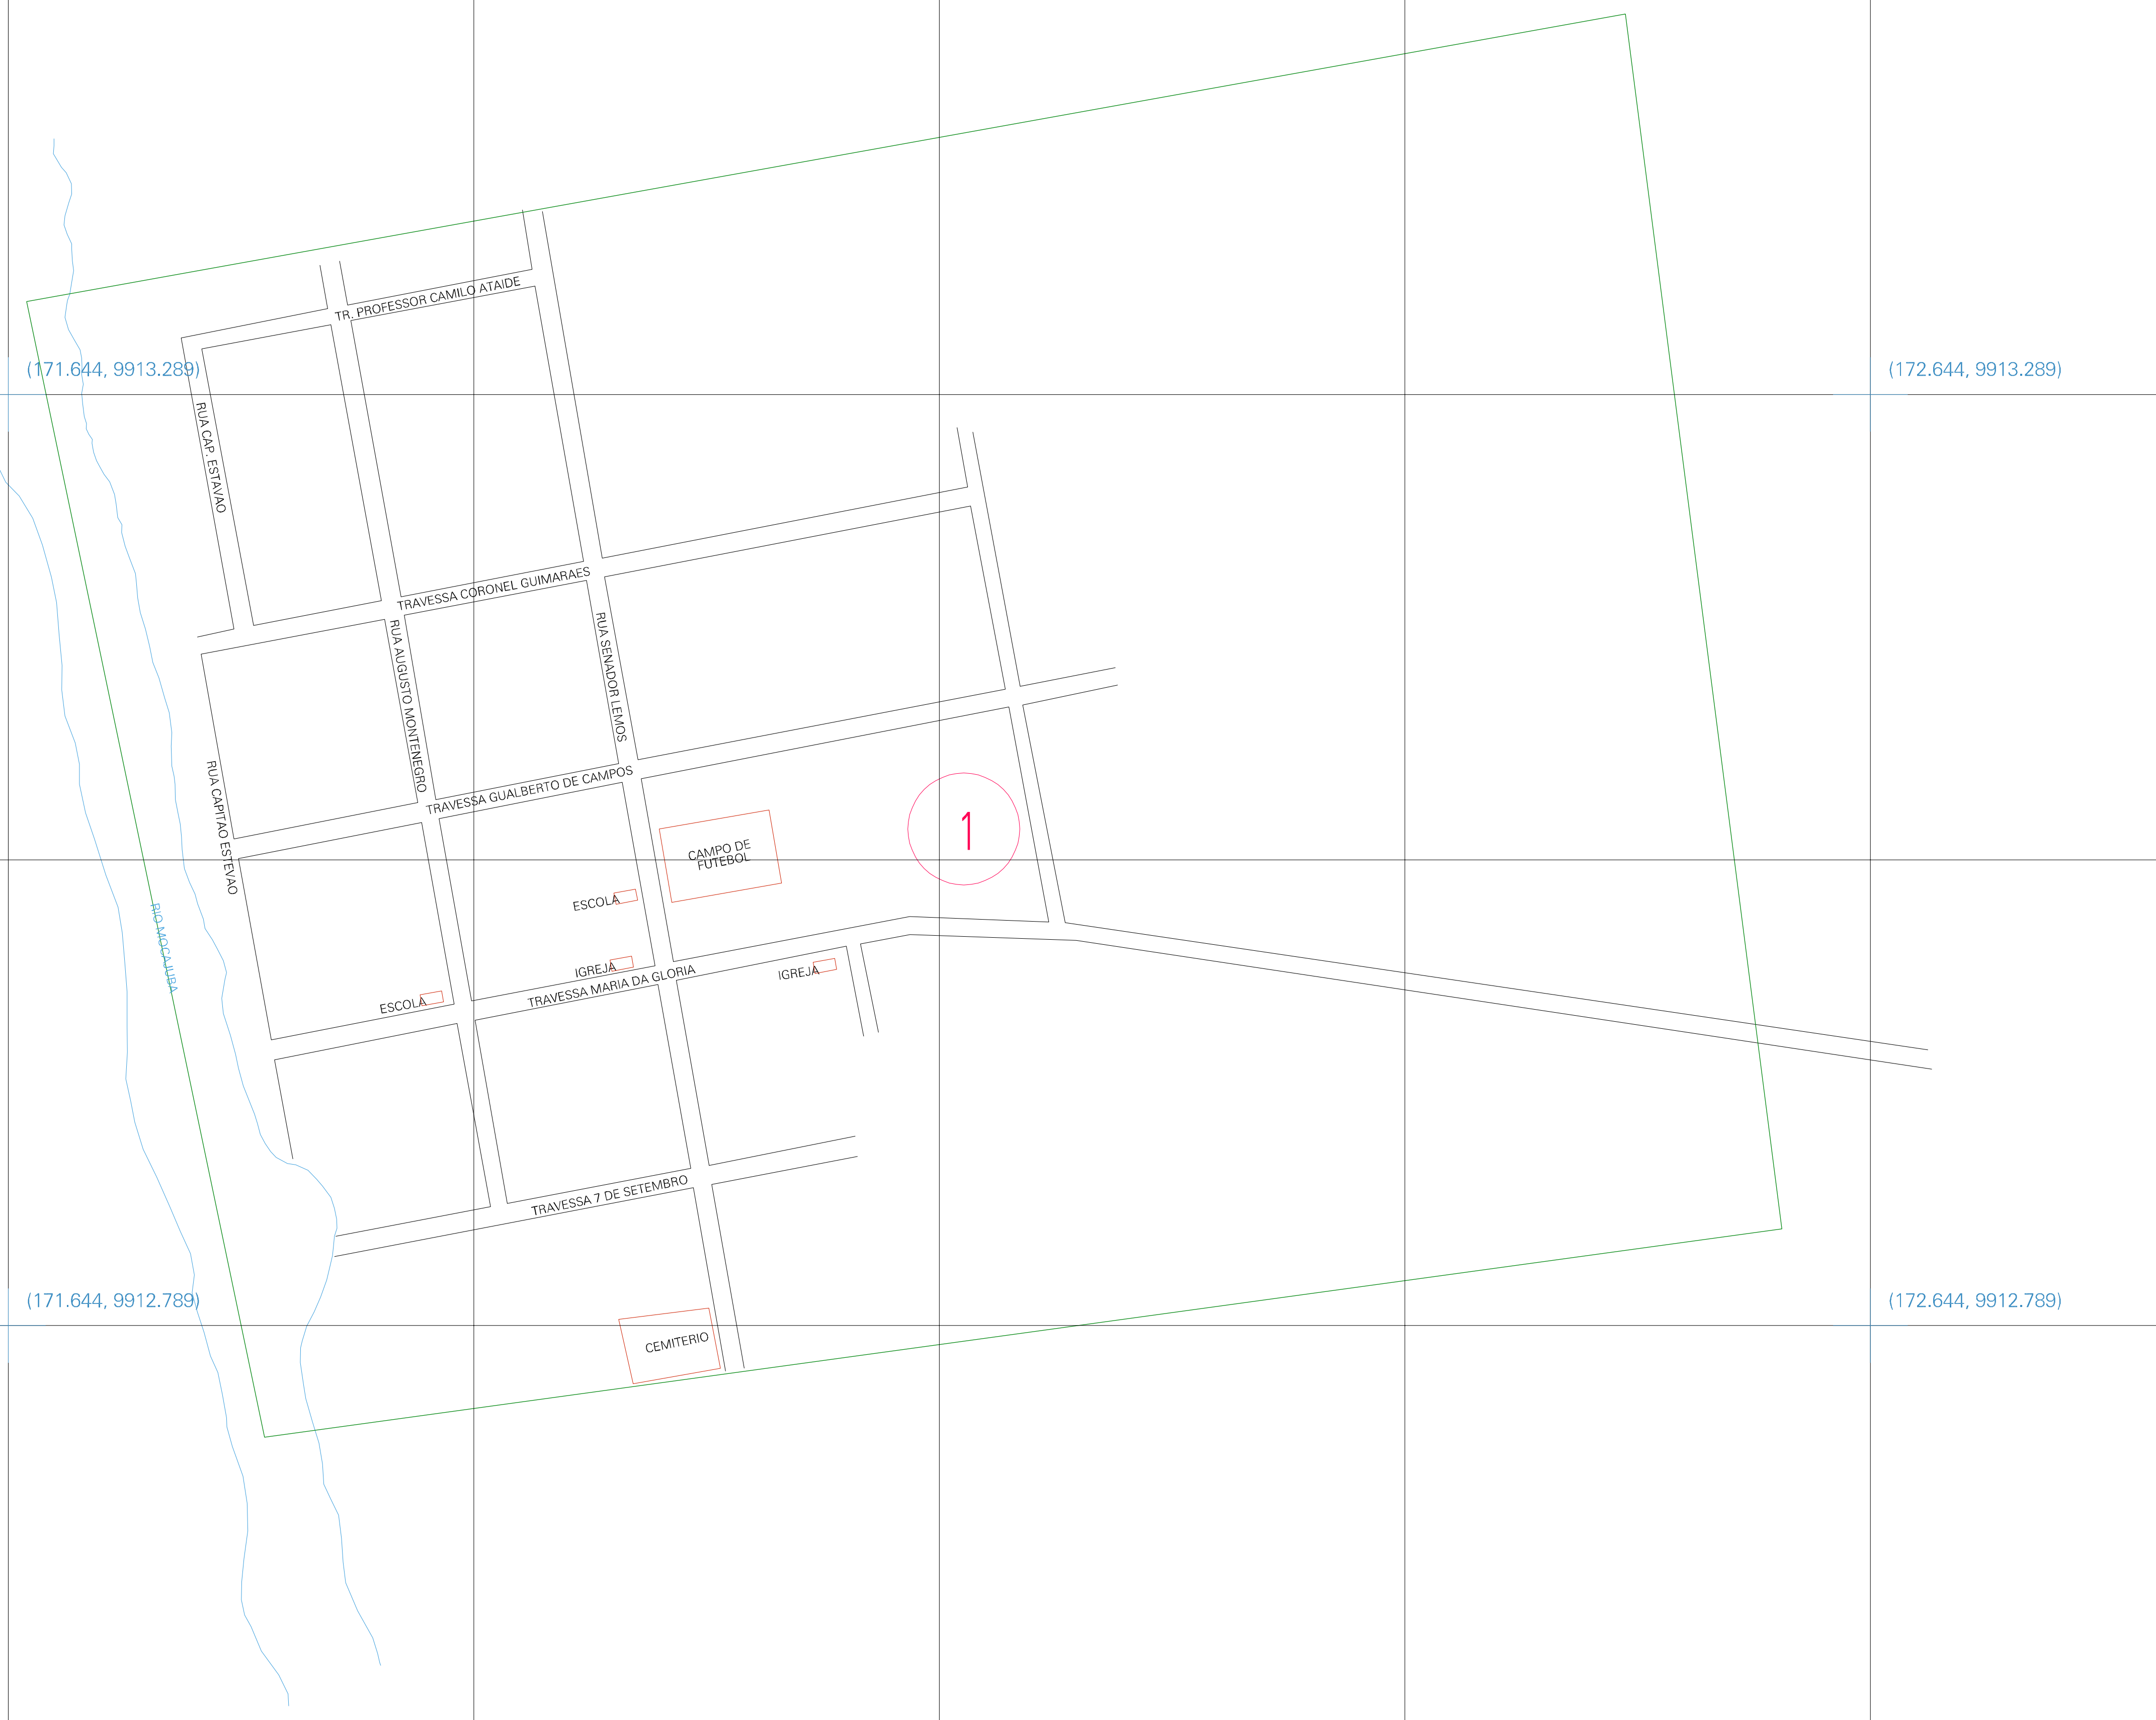 TR. PROFESSOR CAMILO ATAIDE
(171.644, 9913.289)
(172.644, 9913.289)
RUA CAP. ESTAVAO
TRAVESSA CORONEL GUIMARAES
RUA AUGUSTO MONTENEGRO
RUA SENADOR LEMOS
RUA CAPITAO ESTEVAO
TRAVESSA GUALBERTO DE CAMPOS
CAMPO DE
FUTEBOL
1
ESCOLA
RIO MOCAJUBA
IGREJA
IGREJA
TRAVESSA MARIA DA GLORIA
ESCOLA
TRAVESSA 7 DE SETEMBRO
(171.644, 9912.789)
(172.644, 9912.789)
CEMITERIO